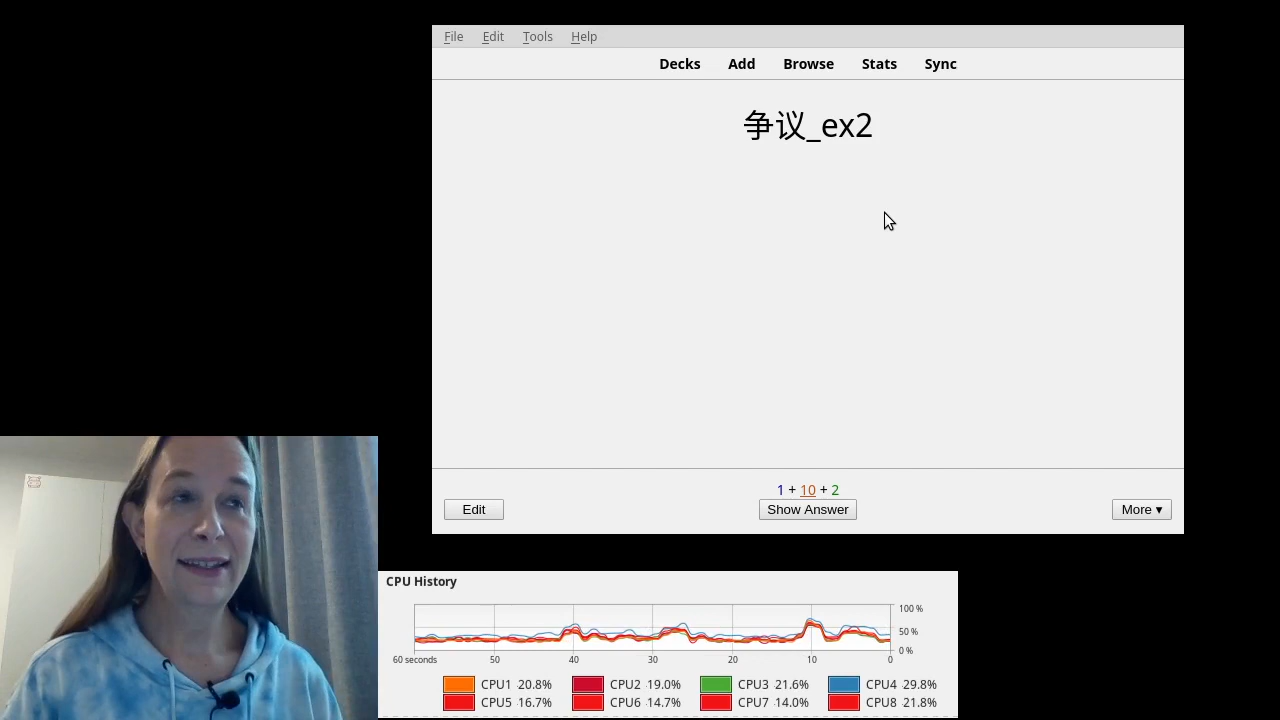 File Edit Tools Help
Decks Add Browse Stats Sync
争议_ex2
1 + 10 + 2
Edit Show Answer More ▾
CPU History
100 %
50 %
0 %
60 seconds 50 40 30 20 10 0
CPU1 20.8% CPU2 19.0% CPU3 21.6% CPU4 29.8%
CPU5 16.7% CPU6 14.7% CPU7 14.0% CPU8 21.8%